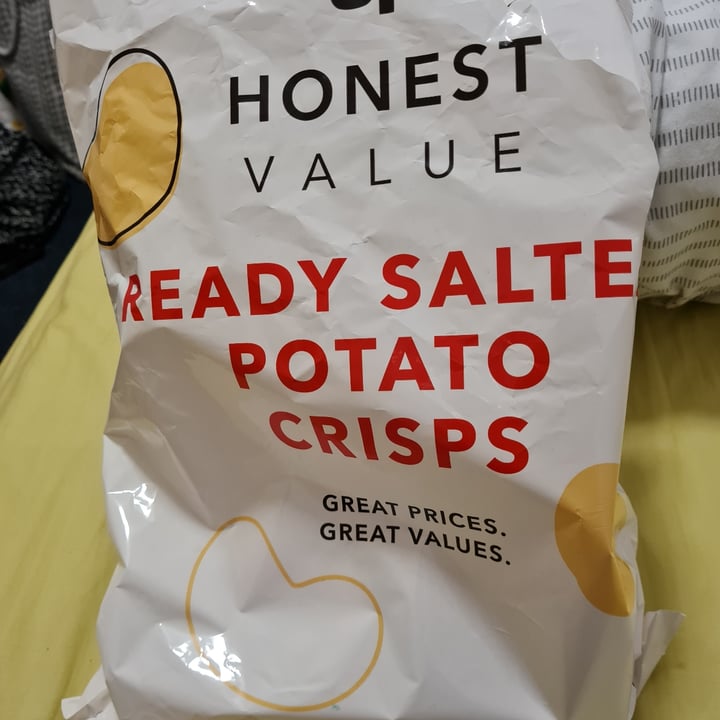 HONEST
VALUE
READY SALTE
POTATO
CRISPS
GREAT PRICES.
GREAT VALUES.